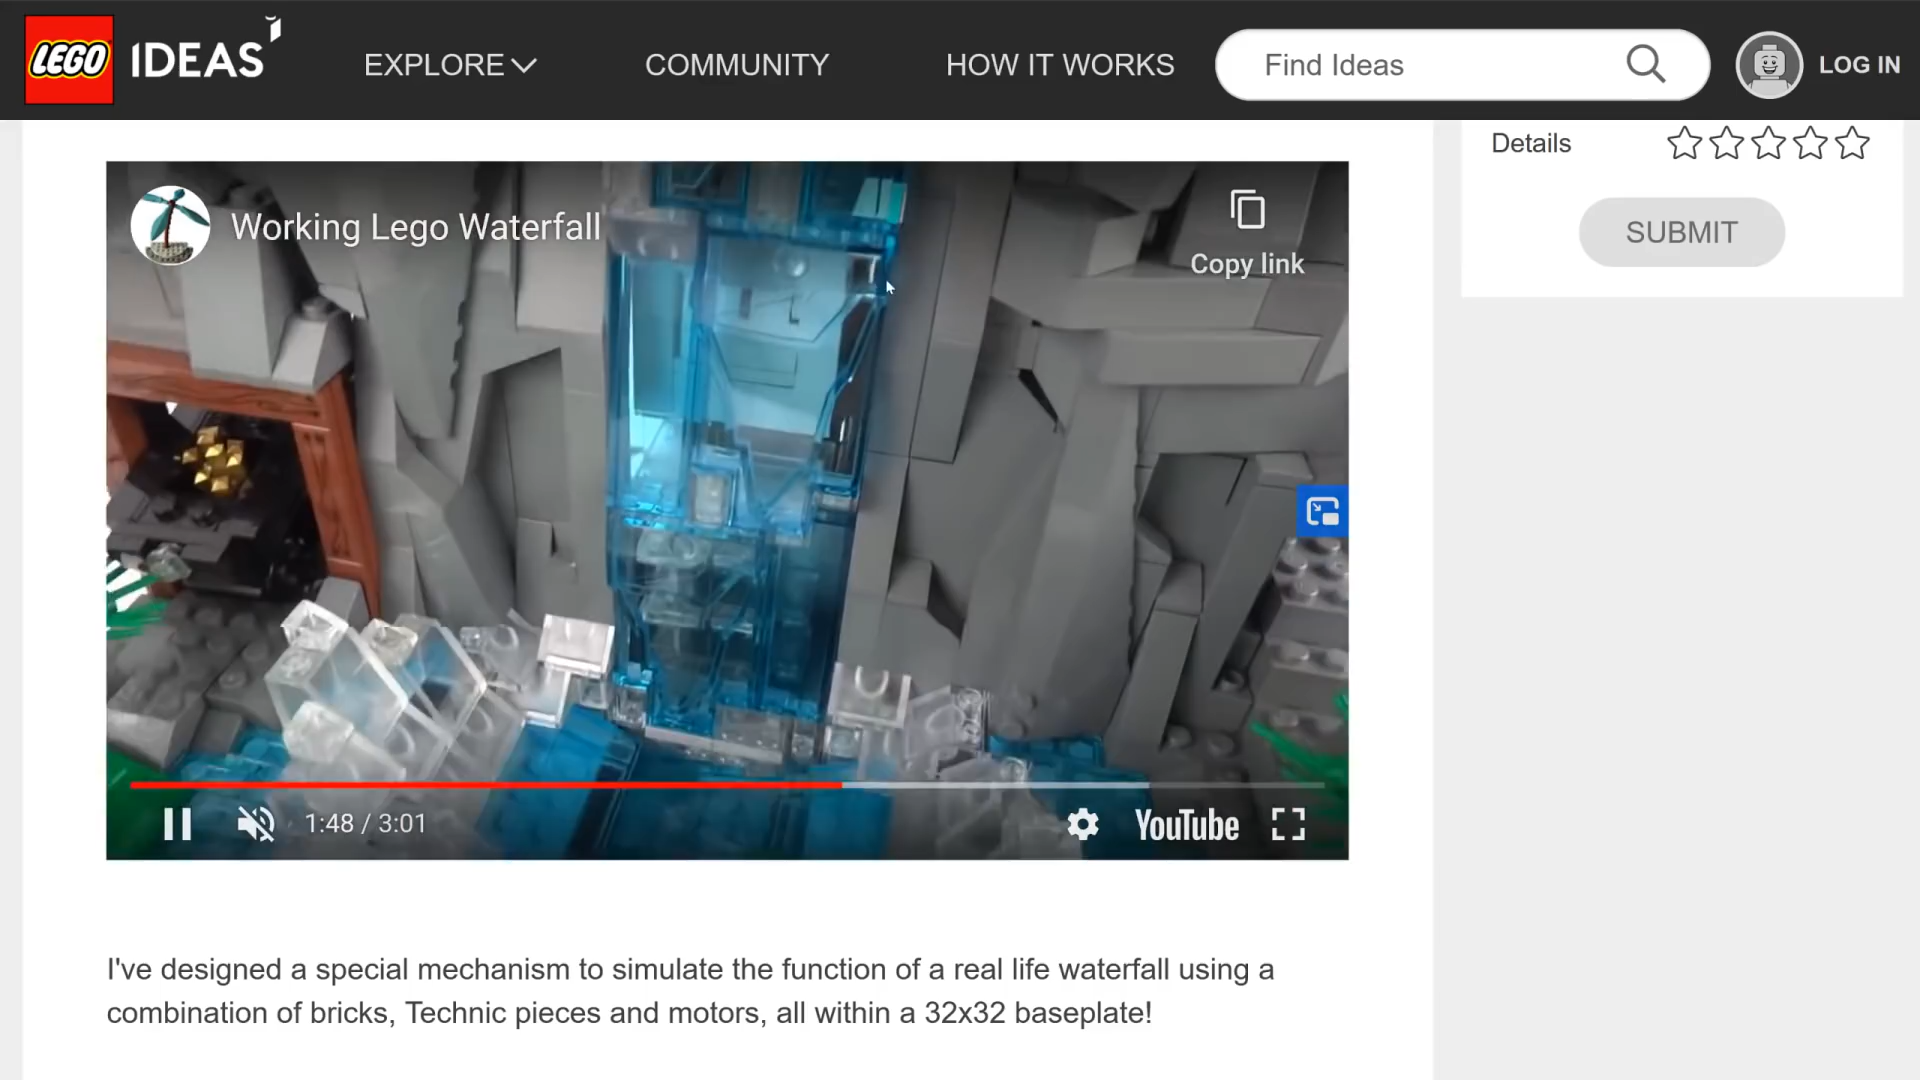 LEGO IDEAS EXPLORE COMMUNITY HOW IT WORKS Find Ideas LOG IN
Details
SUBMIT
Working Lego Waterfall
Copy link
1:48 / 3:01
YouTube
I've designed a special mechanism to simulate the function of a real life waterfall using a
combination of bricks, Technic pieces and motors, all within a 32x32 baseplate!